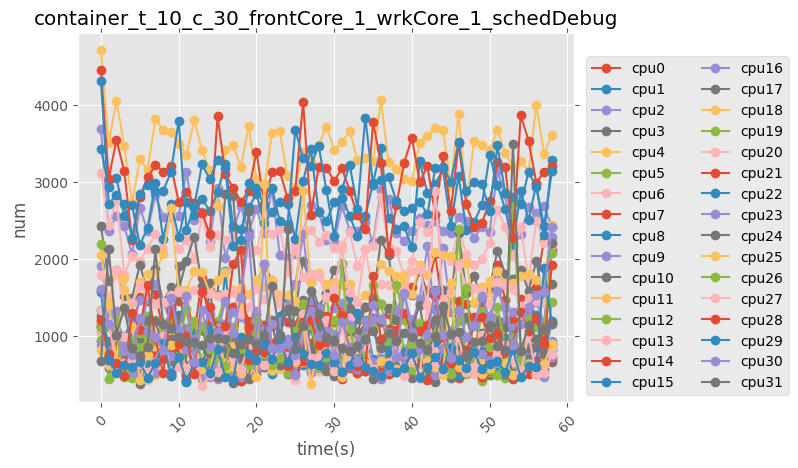 container_t_10_c_30_frontCore_1_wrkCore_1_schedDebug
num
4000
3000
2000
1000
0
10
20
30
40
50
60
time(s)
cpu0
cpu1
cpu2
cpu3
cpu4
cpu5
cpu6
cpu7
cpu8
cpu9
cpu10
cpu11
cpu12
cpu13
cpu14
cpu15
cpu16
cpu17
cpu18
cpu19
cpu20
cpu21
cpu22
cpu23
cpu24
cpu25
cpu26
cpu27
cpu28
cpu29
cpu30
cpu31